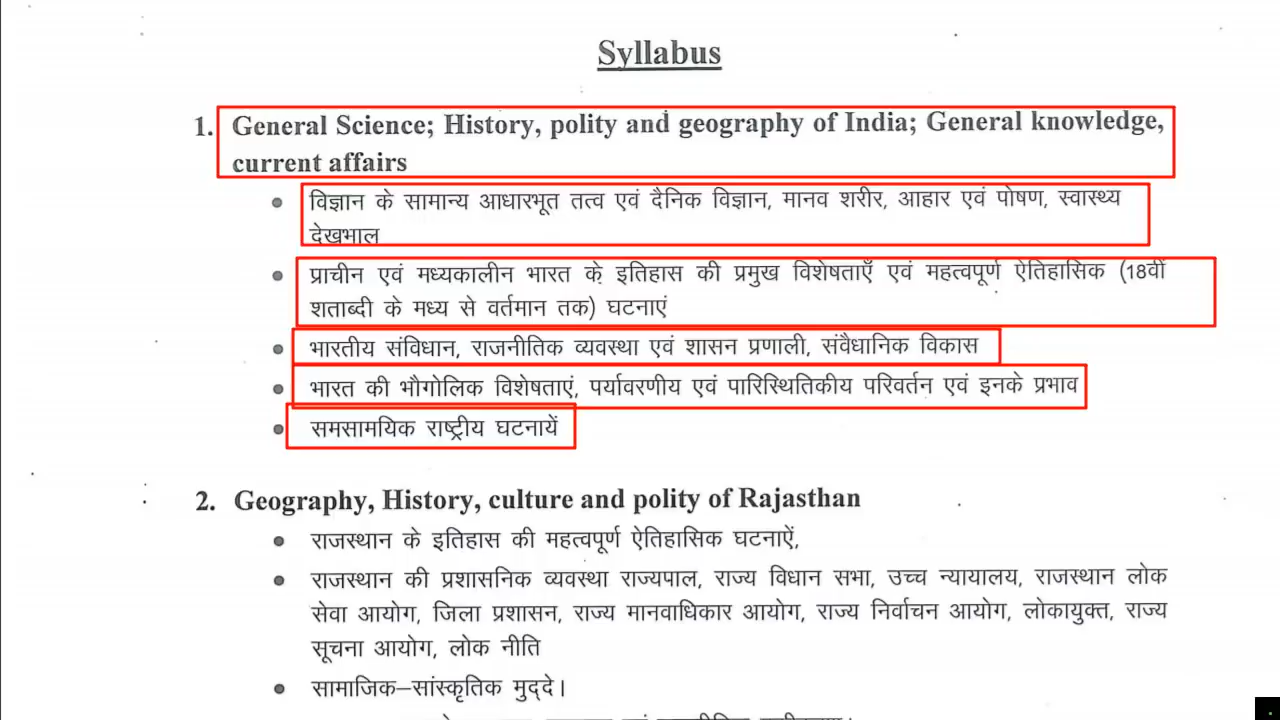 Syllabus
1. General Science; History, polity and geography of India; General knowledge,
current affairs
• विज्ञान के सामान्य आधारभूत तत्व एवं दैनिक विज्ञान, मानव शरीर, आहार एवं पोषण, स्वास्थ्य
देखभाल
• प्राचीन एवं मध्यकालीन भारत के इतिहास की प्रमुख विशेषताएँ एवं महत्वपूर्ण ऐतिहासिक (18वीं
शताब्दी के मध्य से वर्तमान तक) घटनाएं
• भारतीय संविधान, राजनीतिक व्यवस्था एवं शासन प्रणाली, संवैधानिक विकास
• भारत की भौगोलिक विशेषताएं, पर्यावरणीय एवं पारिस्थितिकीय परिवर्तन एवं इनके प्रभाव
• समसामयिक राष्ट्रीय घटनायें
2. Geography, History, culture and polity of Rajasthan
• राजस्थान के इतिहास की महत्वपूर्ण ऐतिहासिक घटनाऐं,
• राजस्थान की प्रशासनिक व्यवस्था राज्यपाल, राज्य विधान सभा, उच्च न्यायालय, राजस्थान लोक
सेवा आयोग, जिला प्रशासन, राज्य मानवाधिकार आयोग, राज्य निर्वाचन आयोग, लोकायुक्त, राज्य
सूचना आयोग, लोक नीति
• सामाजिक–सांस्कृतिक मुद्दे।